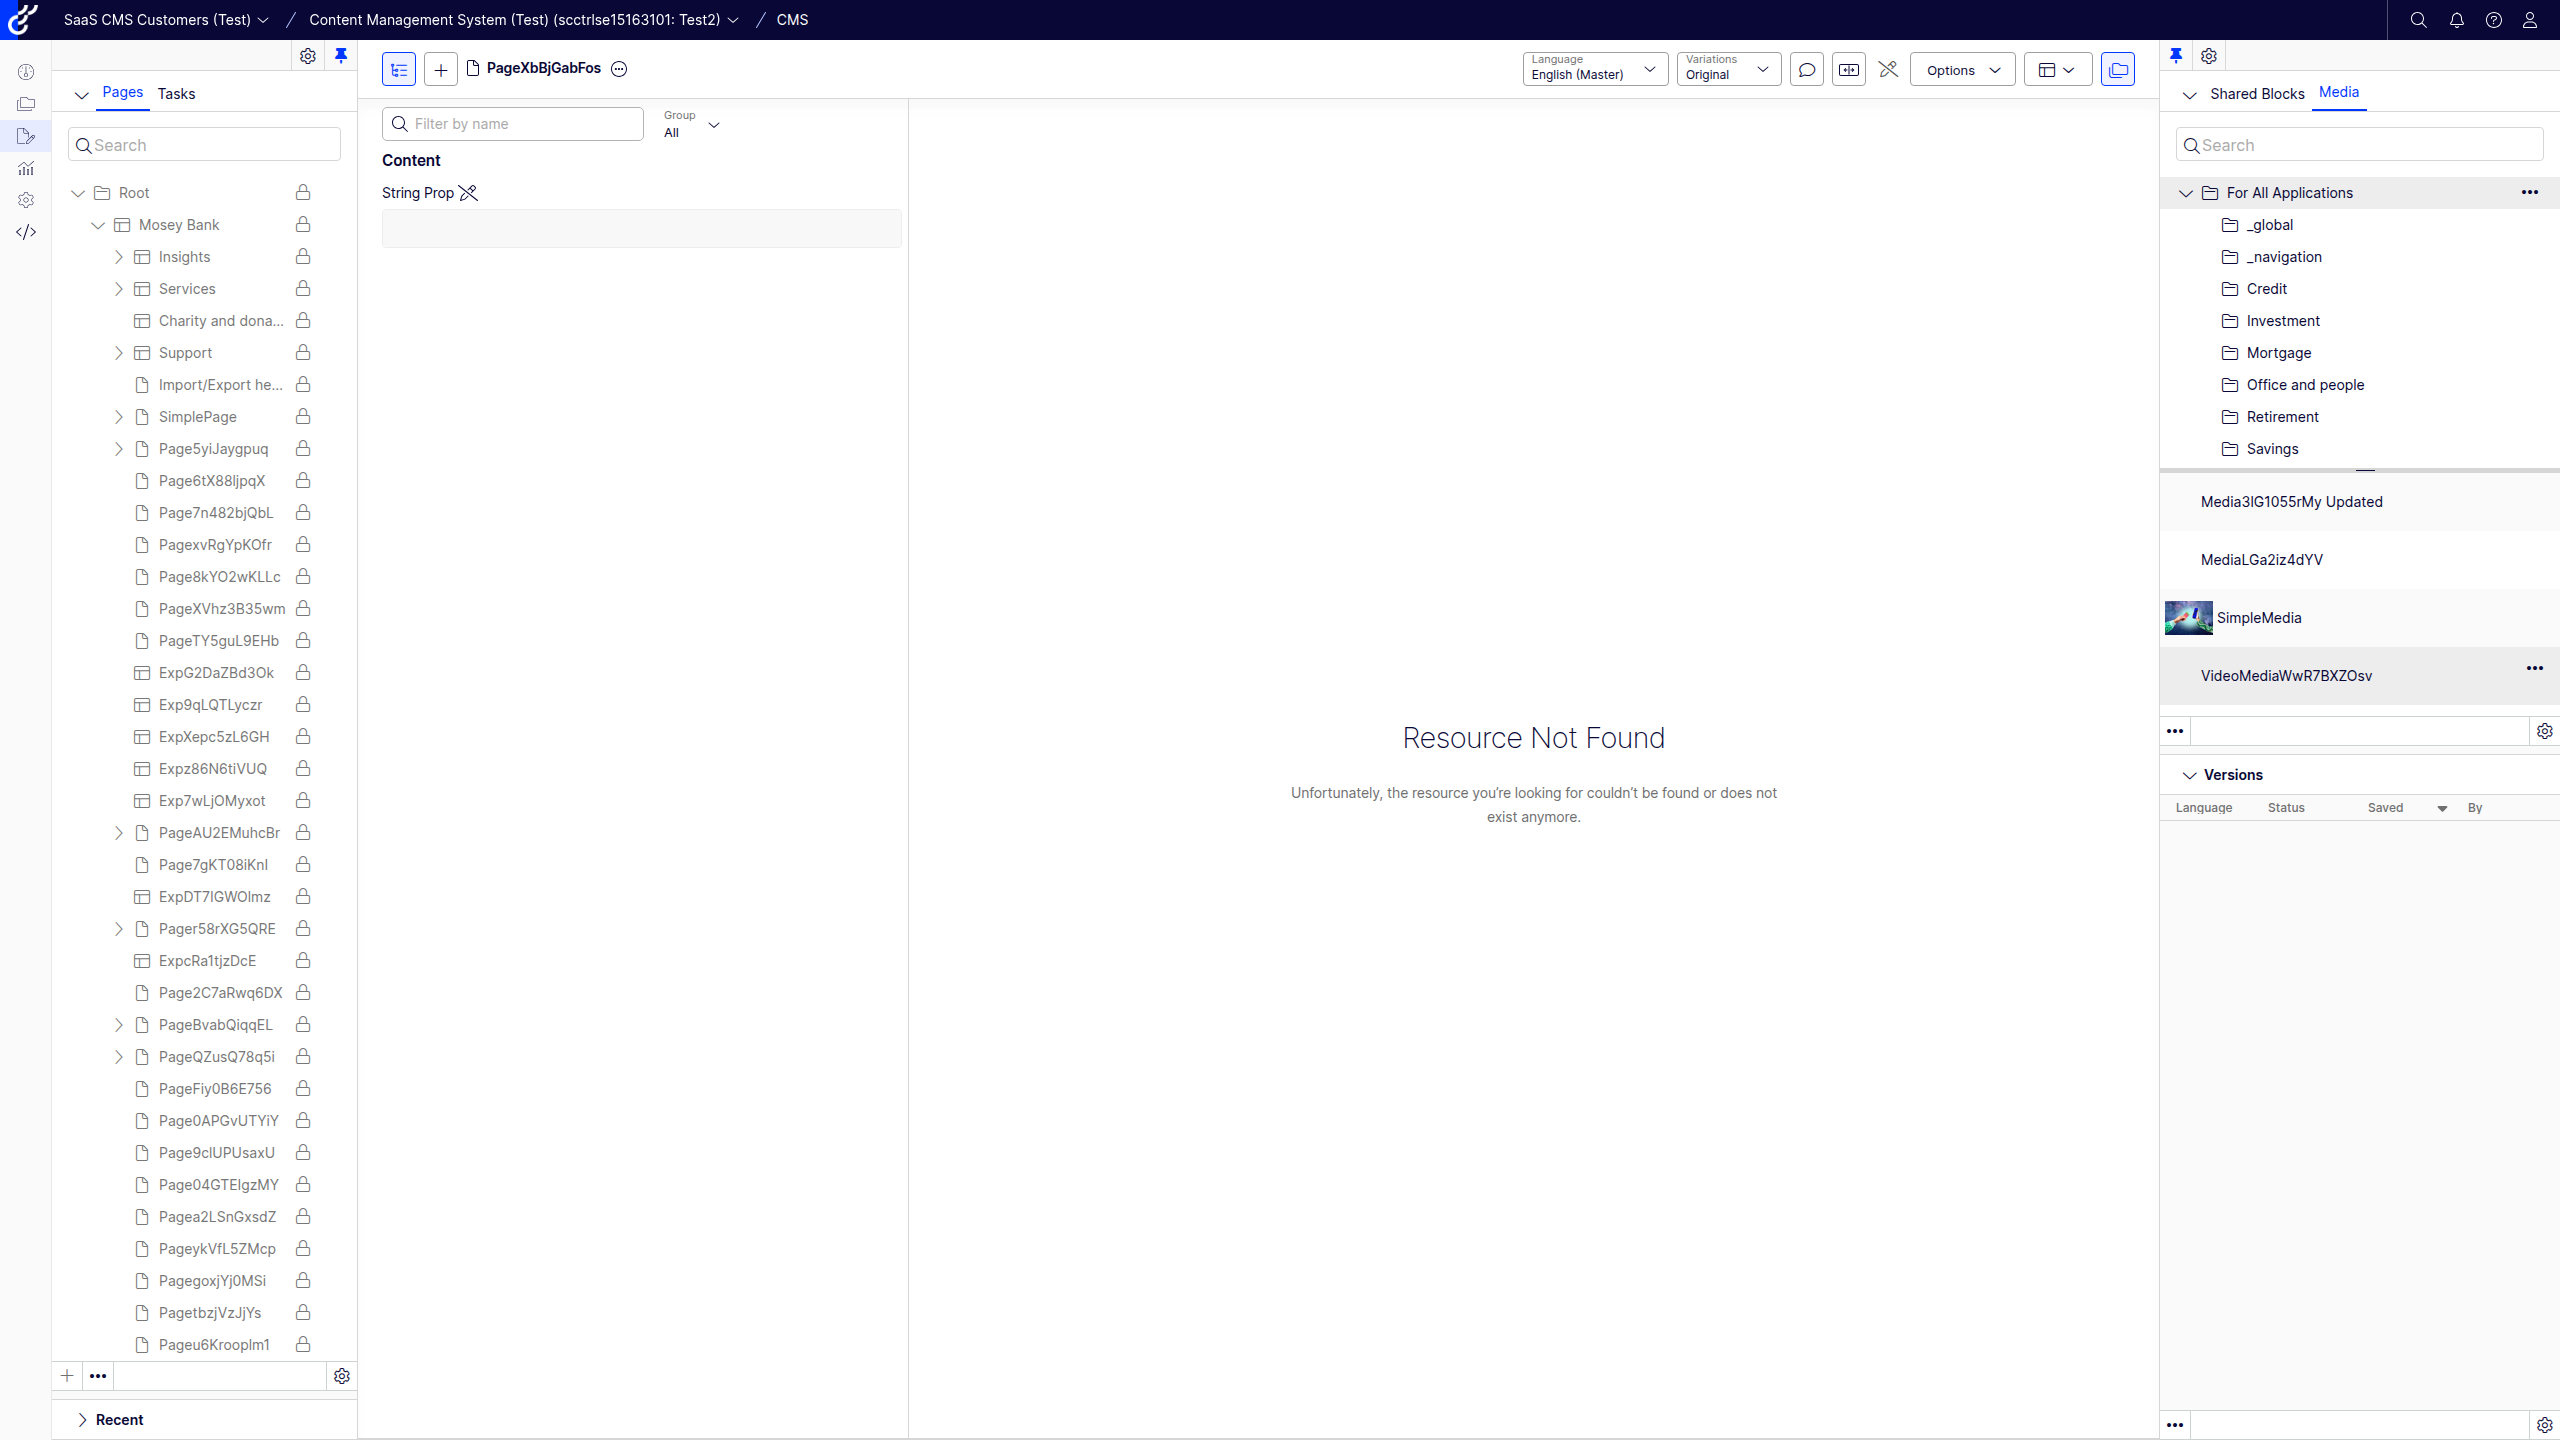 SaaS CMS Customers (Test)
Content Management System (Test) (scctrlse15163101: Test2)
CMS
Pages
Tasks
Search
Root
Mosey Bank
Insights
Services
Charity and dona...
Support
Import/Export he...
SimplePage
Page5yiJaygpuq
Page6tX88ljpqX
Page7n482bjQbL
PagexvRgYpKOfr
Page8kYO2wKLLc
PageXVhz3B35wm
PageTY5guL9EHb
ExpG2DaZBd3Ok
Exp9qLQTLyczr
ExpXepc5zL6GH
Expz86N6tiVUQ
Exp7wLjOMyxot
PageAU2EMuhcBr
Page7gKT08iKnI
ExpDT7IGWOlmz
Pager58rXG5QRE
ExpcRa1tjzDcE
Page2C7aRwq6DX
PageBvabQiqqEL
PageQZusQ78q5i
PageFiy0B6E756
Page0APGvUTYiY
Page9clUPUsaxU
Page04GTEIgzMY
Pagea2LSnGxsdZ
PageykVfL5ZMcp
PagegoxjYj0MSi
PagetbzjVzJjYs
Pageu6Krooplm1
Recent
PageXbBjGabFos
Language
English (Master)
Variations
Original
Options
Filter by name
Group
All
Content
String Prop
Resource Not Found
Unfortunately, the resource you’re looking for couldn’t be found or does not
exist anymore.
Shared Blocks
Media
Search
For All Applications
_global
_navigation
Credit
Investment
Mortgage
Office and people
Retirement
Savings
Media3lG1055rMy Updated
MediaLGa2iz4dYV
SimpleMedia
VideoMediaWwR7BXZOsv
Versions
Language
Status
Saved
By